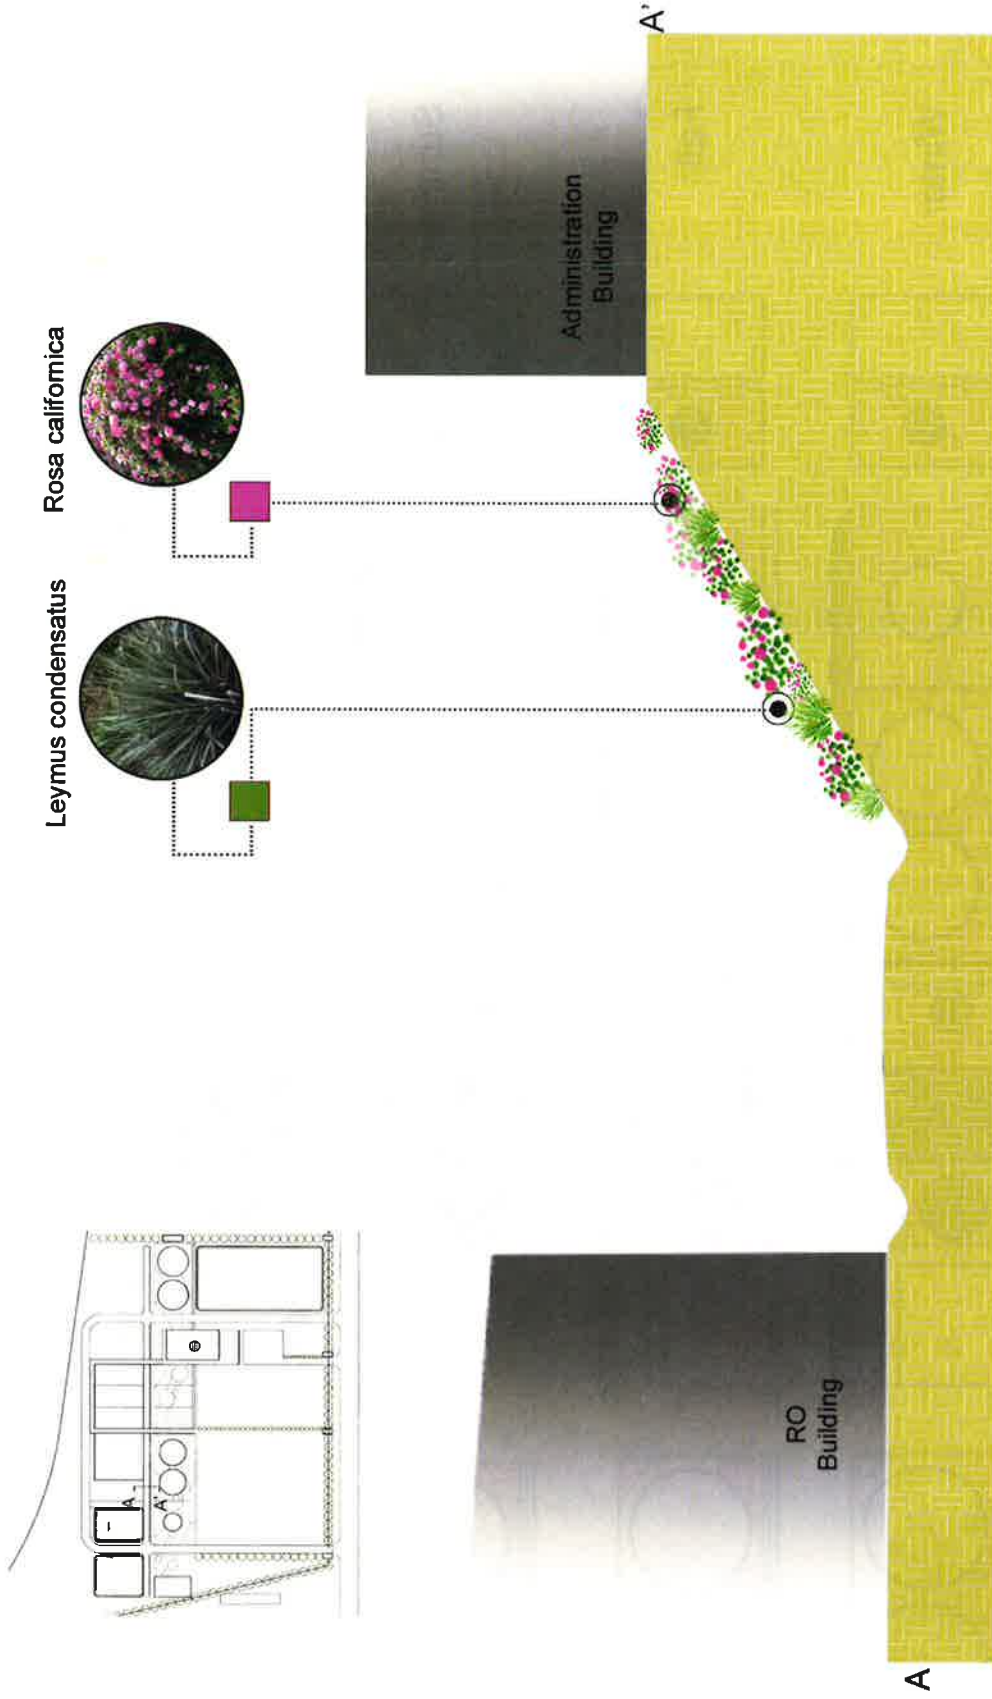 Leymus condensatus
Rosa californica
A
A'
RO
Building
Administration
Building
A
A'